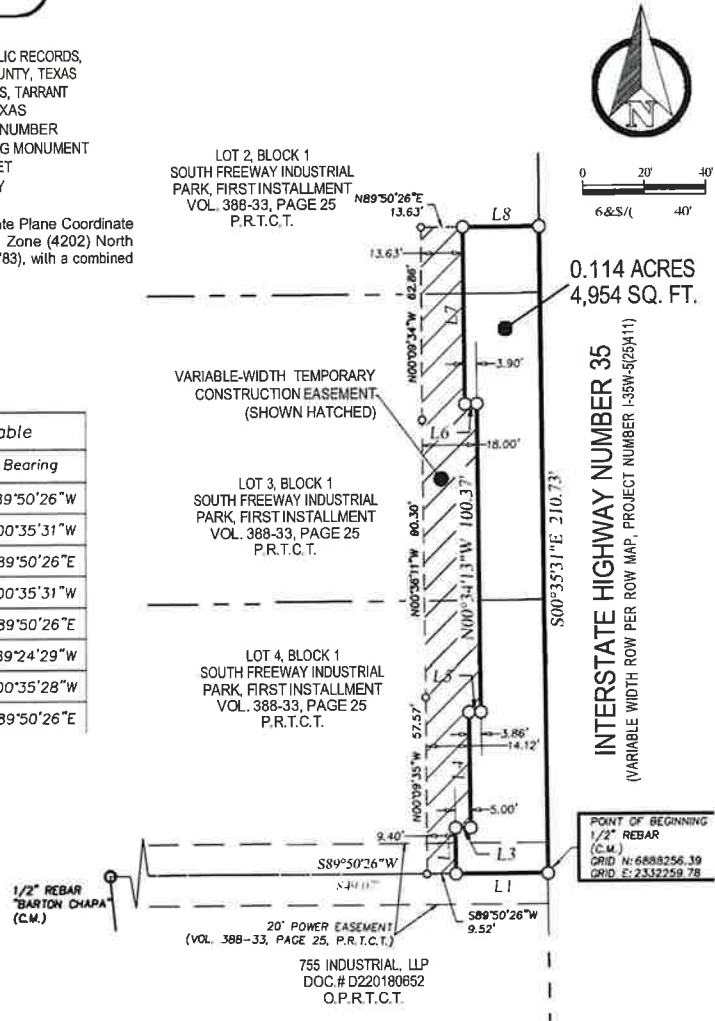 LIC RECORDS,
UNTY, TEXAS
S, TARRANT
XAS
NUMBER
G MONUMENT
ET
Y
ate Plane Coordinate
Zone (4202) North
'83), with a combined
able
Bearing
39°50'26"W
00°35'31"W
89°50'26"E
00°35'31"W
89°50'26"E
39°24'29"W
00°35'28"W
89°50'26"E
LOT 2, BLOCK 1
SOUTH FREEWAY INDUSTRIAL
PARK, FIRST INSTALLMENT
VOL. 388-33, PAGE 25
P.R.T.C.T.
N89°50'26"E
13.63'
L8
13.63'
N00°09'34"W 62.86'
L7
3.90'
VARIABLE-WIDTH TEMPORARY
CONSTRUCTION EASEMENT
(SHOWN HATCHED)
L6
18.00'
LOT 3, BLOCK 1
SOUTH FREEWAY INDUSTRIAL
PARK, FIRST INSTALLMENT
VOL. 388-33, PAGE 25
P.R.T.C.T.
N00°36'11"W 80.30'
N00°34'13"W 100.37'
S00°35'31"E 210.73'
LOT 4, BLOCK 1
SOUTH FREEWAY INDUSTRIAL
PARK, FIRST INSTALLMENT
VOL. 388-33, PAGE 25
P.R.T.C.T.
L5
3.86'
14.12'
N00°09'35"W 57.57'
L4
5.00'
9.40'
L3
S89°50'26"W
L1
S89°50'26"W
9.52'
1/2" REBAR
"BARTON CHAPA"
(C.M.)
20' POWER EASEMENT
(VOL. 388-33, PAGE 25, P.R.T.C.T.)
755 INDUSTRIAL, LLP
DOC.# D220180652
O.P.R.T.C.T.
N
0 20' 40'
6&$/( 40'
0.114 ACRES
4,954 SQ. FT.
INTERSTATE HIGHWAY NUMBER 35
(VARIABLE WIDTH ROW PER ROW MAP, PROJECT NUMBER I-35W-5(25)411)
POINT OF BEGINNING
1/2" REBAR
(C.M.)
GRID N: 6888256.39
GRID E: 2332259.78